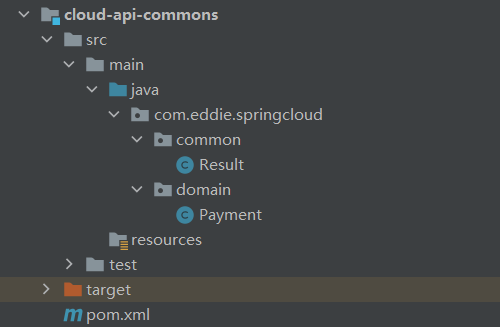 cloud-api-commons
src
main
java
com.eddie.springcloud
common
Result
domain
Payment
resources
test
target
pom.xml